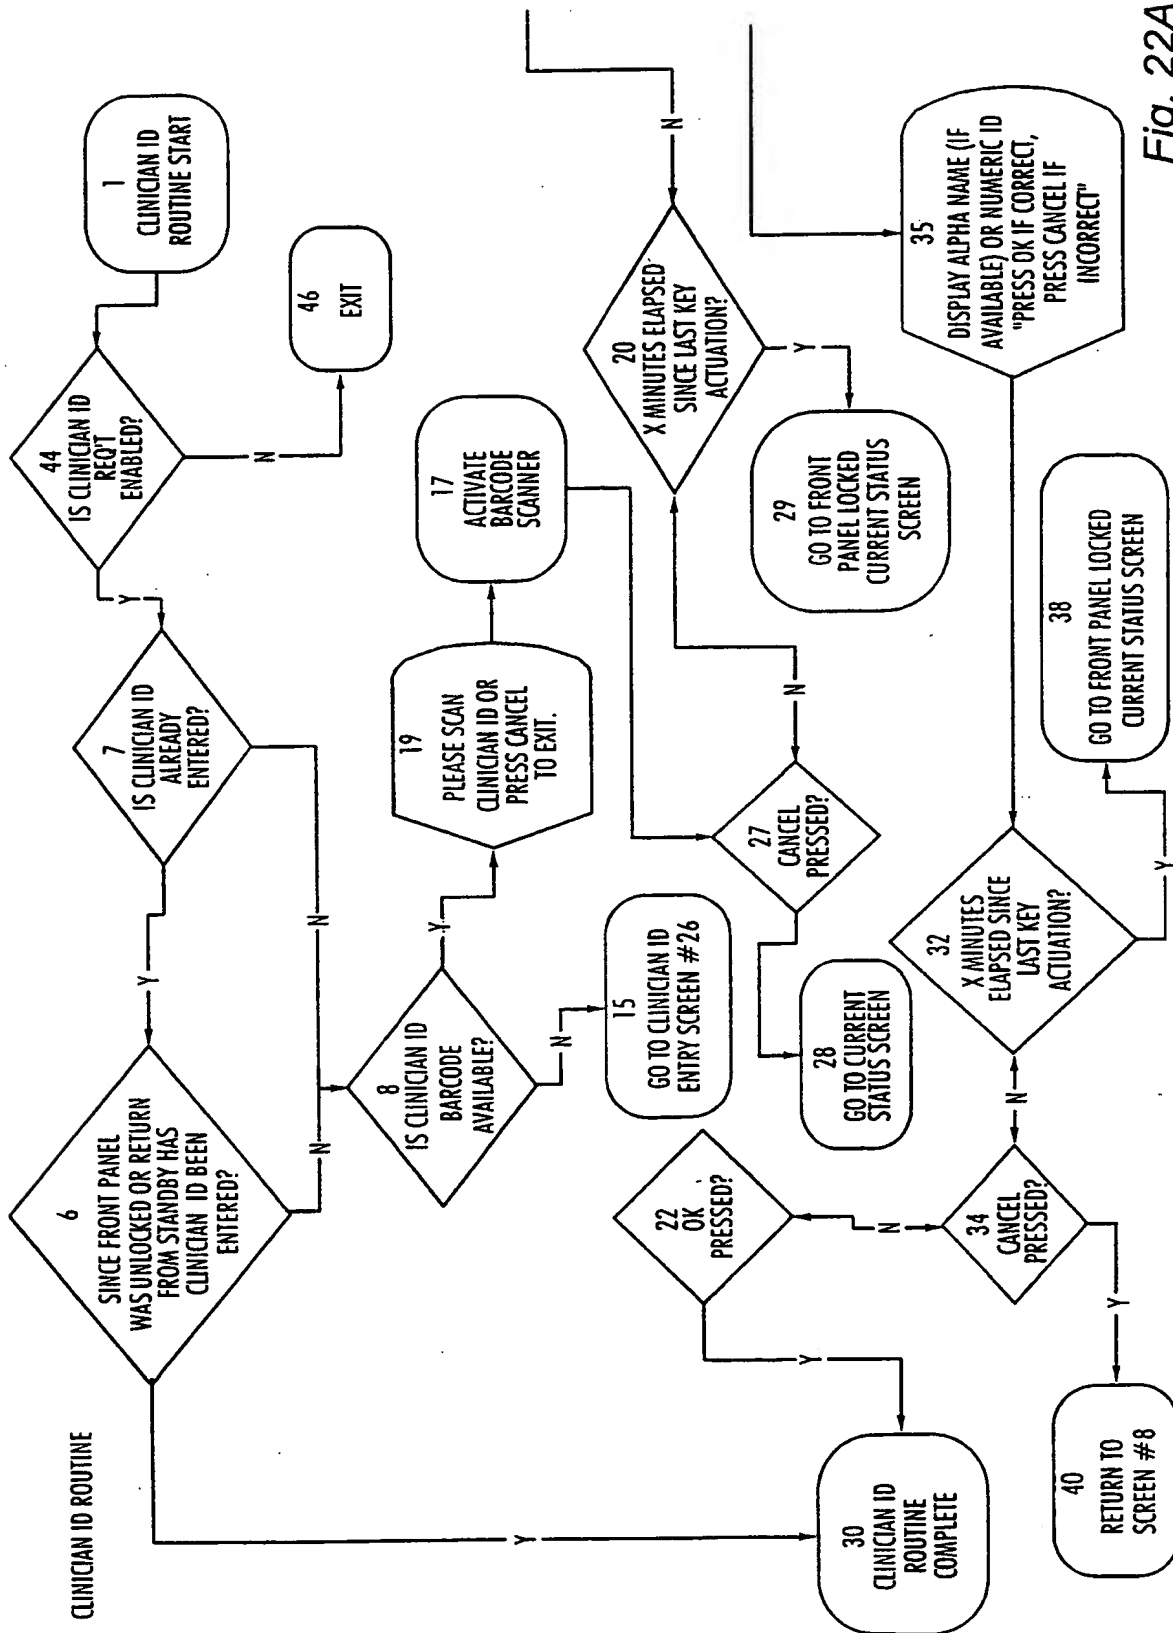 CLINICIAN ID ROUTINE
1
CLINICIAN ID
ROUTINE START
44
IS CLINICIAN ID
REQ'T
ENABLED?
N
46
EXIT
Y
7
IS CLINICIAN ID
ALREADY
ENTERED?
Y
N
6
SINCE FRONT PANEL
WAS UNLOCKED OR RETURN
FROM STANDBY HAS
CLINICIAN ID BEEN
ENTERED?
N
Y
8
IS CLINICIAN ID
BARCODE
AVAILABLE?
Y
N
15
GO TO CLINICIAN ID
ENTRY SCREEN #26
19
PLEASE SCAN
CLINICIAN ID OR
PRESS CANCEL
TO EXIT.
17
ACTIVATE
BARCODE
SCANNER
27
CANCEL
PRESSED?
N
28
GO TO CURRENT
STATUS SCREEN
20
X MINUTES ELAPSED
SINCE LAST KEY
ACTUATION?
N
Y
29
GO TO FRONT
PANEL LOCKED
CURRENT STATUS
SCREEN
35
DISPLAY ALPHA NAME (IF
AVAILABLE) OR NUMERIC ID
"PRESS OK IF CORRECT,
PRESS CANCEL IF
INCORRECT"
32
X MINUTES
ELAPSED SINCE
LAST KEY
ACTUATION?
Y
38
GO TO FRONT PANEL LOCKED
CURRENT STATUS SCREEN
N
34
CANCEL
PRESSED?
Y
40
RETURN TO
SCREEN #8
N
22
OK
PRESSED?
Y
30
CLINICIAN ID
ROUTINE
COMPLETE
Fig. 22A